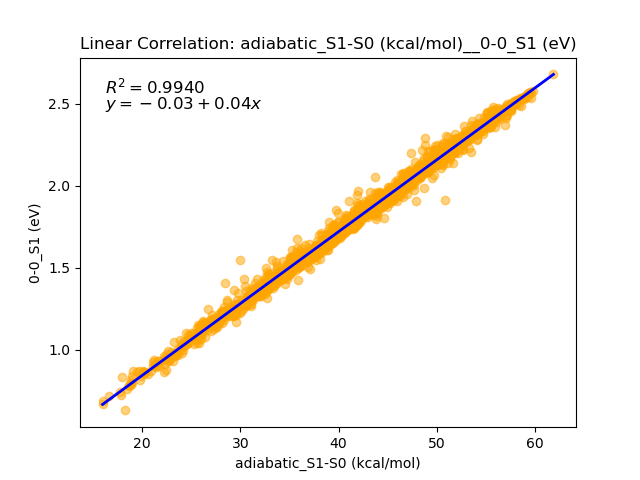 Linear Correlation: adiabatic_S1-S0 (kcal/mol)__0-0_S1 (eV)
R² = 0.9940
y = −0.03 + 0.04x
2.5
2.0
1.5
1.0
0-0_S1 (eV)
20 30 40 50 60
adiabatic_S1-S0 (kcal/mol)